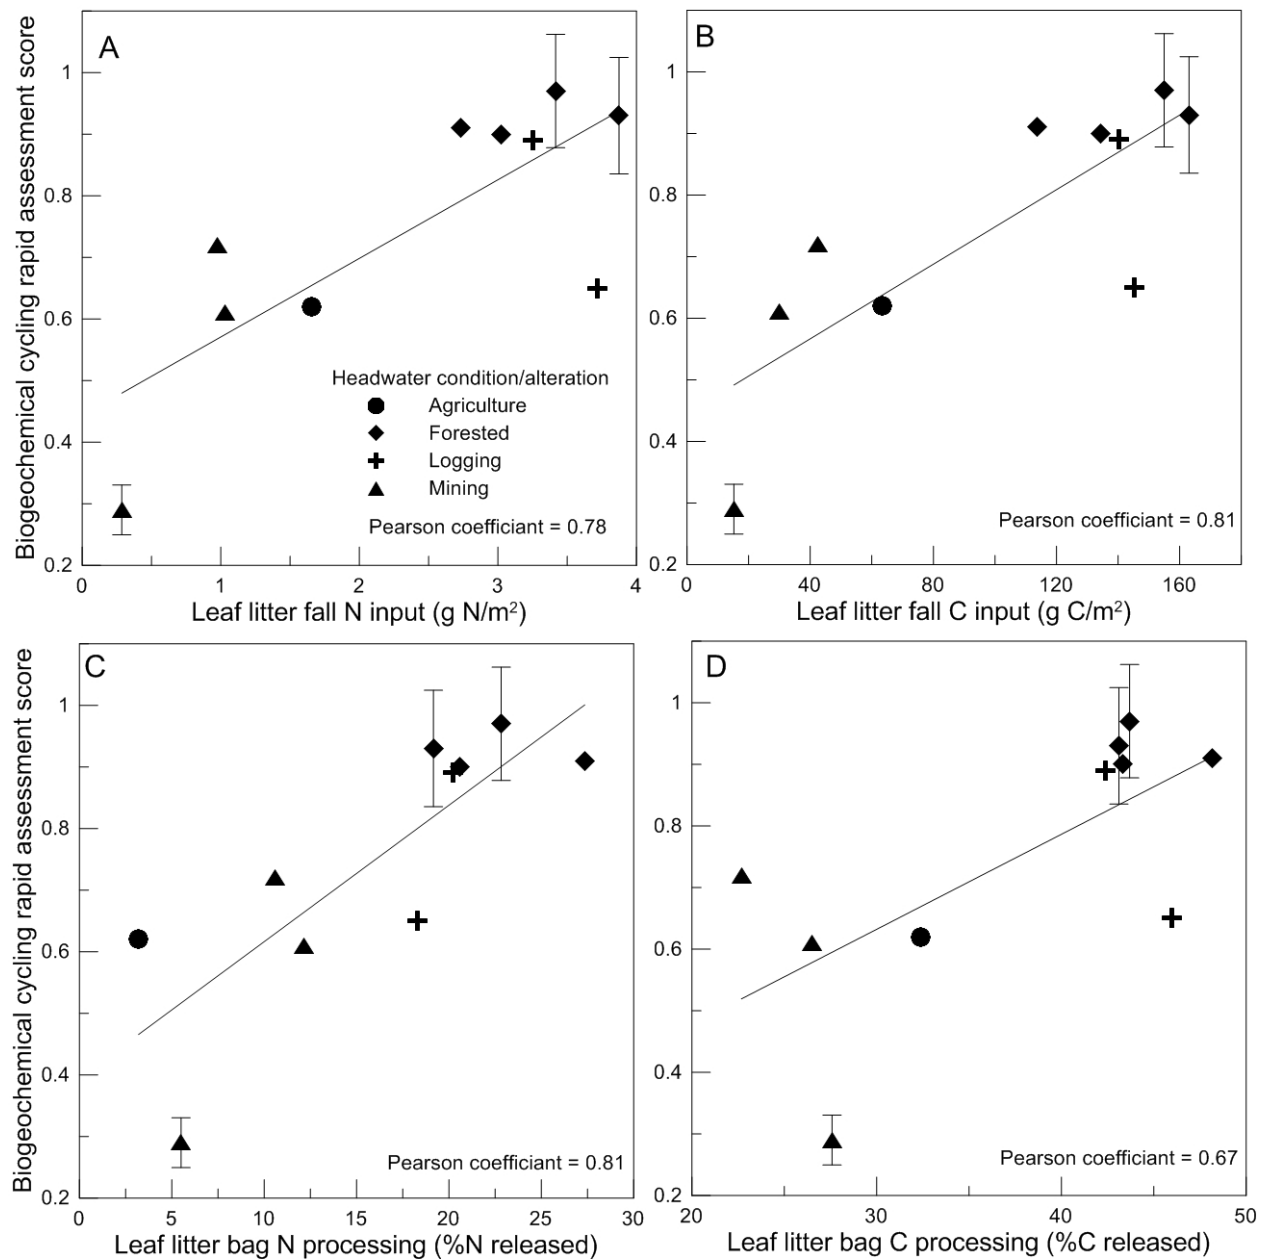 A
Biogeochemical cycling rapid assessment score
1
0.8
0.6
0.4
0.2
Headwater condition/alteration
Agriculture
Forested
Logging
Mining
Pearson coefficiant = 0.78
0 1 2 3 4
Leaf litter fall N input (g N/m²)
B
1
0.8
0.6
0.4
0.2
Pearson coefficiant = 0.81
0 40 80 120 160
Leaf litter fall C input (g C/m²)
C
Biogeochemical cycling rapid assessment score
1
0.8
0.6
0.4
0.2
Pearson coefficiant = 0.81
0 5 10 15 20 25 30
Leaf litter bag N processing (%N released)
D
1
0.8
0.6
0.4
0.2
Pearson coefficiant = 0.67
20 30 40 50
Leaf litter bag C processing (%C released)